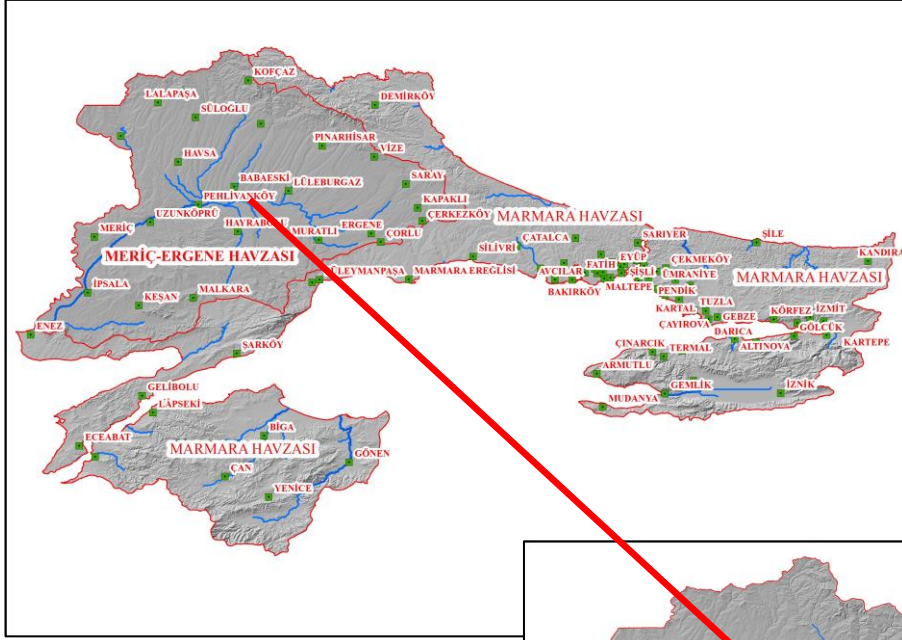 KOFÇAZ
LALAPAŞA
DEMİRKÖY
SÜLOĞLU
PINARHİSAR
VİZE
HAVSA
BABAESKİ
LÜLEBURGAZ
SARAY
PEHLİVANKÖY
KAPAKLI
UZUNKÖPRÜ
ÇERKEZKÖY
MARMARA HAVZASI
MERİÇ
HAYRABOLU
MURATLI
ERGENE
ÇORLU
ÇATALCA
SARIYER
ŞİLE
SİLİVRİ
MERİÇ-ERGENE HAVZASI
EYÜP
ÇEKMEKÖY
KANDIRA
FATİH
ŞİŞLİ
ÜMRANİYE
MARMARA HAVZASI
AVCILAR
ÜLEYMANPAŞA
MARMARA EREĞLİSİ
BAKIRKÖY
MALTEPE
PENDİK
İPSALA
KEŞAN
MALKARA
KARTAL
TUZLA
ÇAYIROVA
GEBZE
KÖRFEZ
İZMİT
ENEZ
DARICA
GÖLCÜK
ALTINOVA
KARTEPE
ŞARKÖY
ÇINARCIK
TERMAL
ARMUTLU
GELİBOLU
GEMLİK
İZNİK
LAPSEKİ
MUDANYA
ECEABAT
BİGA
MARMARA HAVZASI
GÖNEN
ÇAN
YENİCE